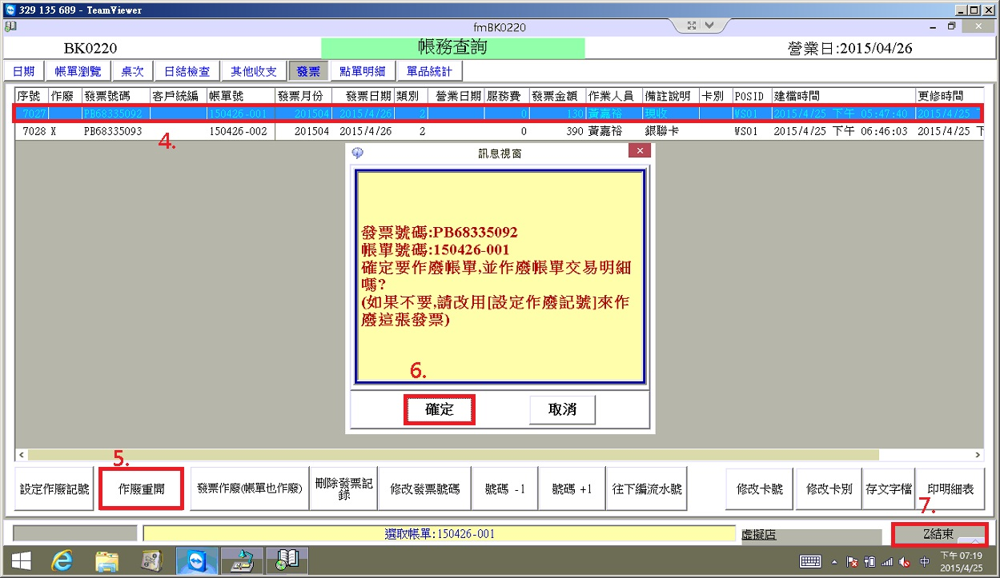 329 135 689 - TeamViewer
fmBK0220
BK0220 帳務查詢 營業日:2015/04/26
日期 帳單瀏覽 桌次 日結檢查 其他收支 發票 點單明細 單品統計
序號 作廢 發票號碼 客戶統編 帳單號 發票月份 發票日期 類別 營業日期 服務費 發票金額 作業人員 備註說明 卡別 POSID 建檔時間 更修時間
7027 PB68335092 150426-001 201504 2015/4/26 2 0 130 黃嘉裕 現收 WS01 2015/4/25 下午 05:47:40 2015/4/25 下
7028 X PB68335093 150426-002 201504 2015/4/26 2 0 390 黃嘉裕 銀聯卡 WS01 2015/4/25 下午 06:46:03 2015/4/25 下
4.
訊息視窗
發票號碼:PB68335092
帳單號碼:150426-001
確定要作廢帳單,並作廢帳單交易明細
嗎?
(如果不要,請改用[設定作廢記號]來作
廢這張發票)
6.
確定 取消
5.
設定作廢記號 作廢重開 發票作廢(帳單也作廢) 刪除發票記
錄 修改發票號碼 號碼 -1 號碼 +1 往下編流水號 修改卡號 修改卡別 存文字檔 印明細表
7.
選取帳單:150426-001 虛擬店 Z結束
中 下午 07:19
2015/4/25